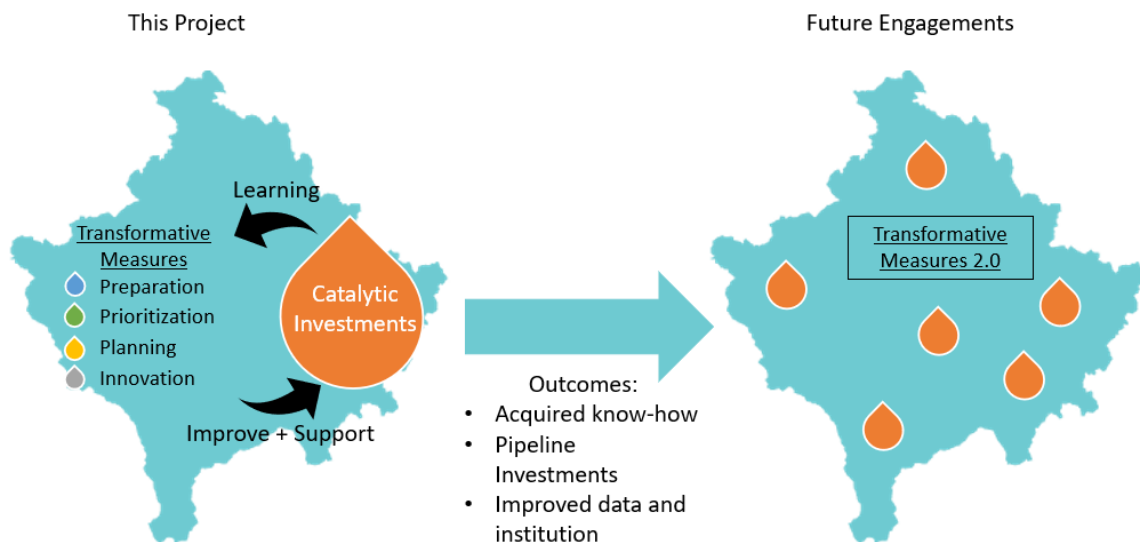 This Project
Future Engagements
Learning
Transformative
Measures
Preparation
Prioritization
Planning
Innovation
Catalytic
Investments
Improve + Support
Outcomes:
• Acquired know-how
• Pipeline
Investments
• Improved data and
institution
Transformative
Measures 2.0